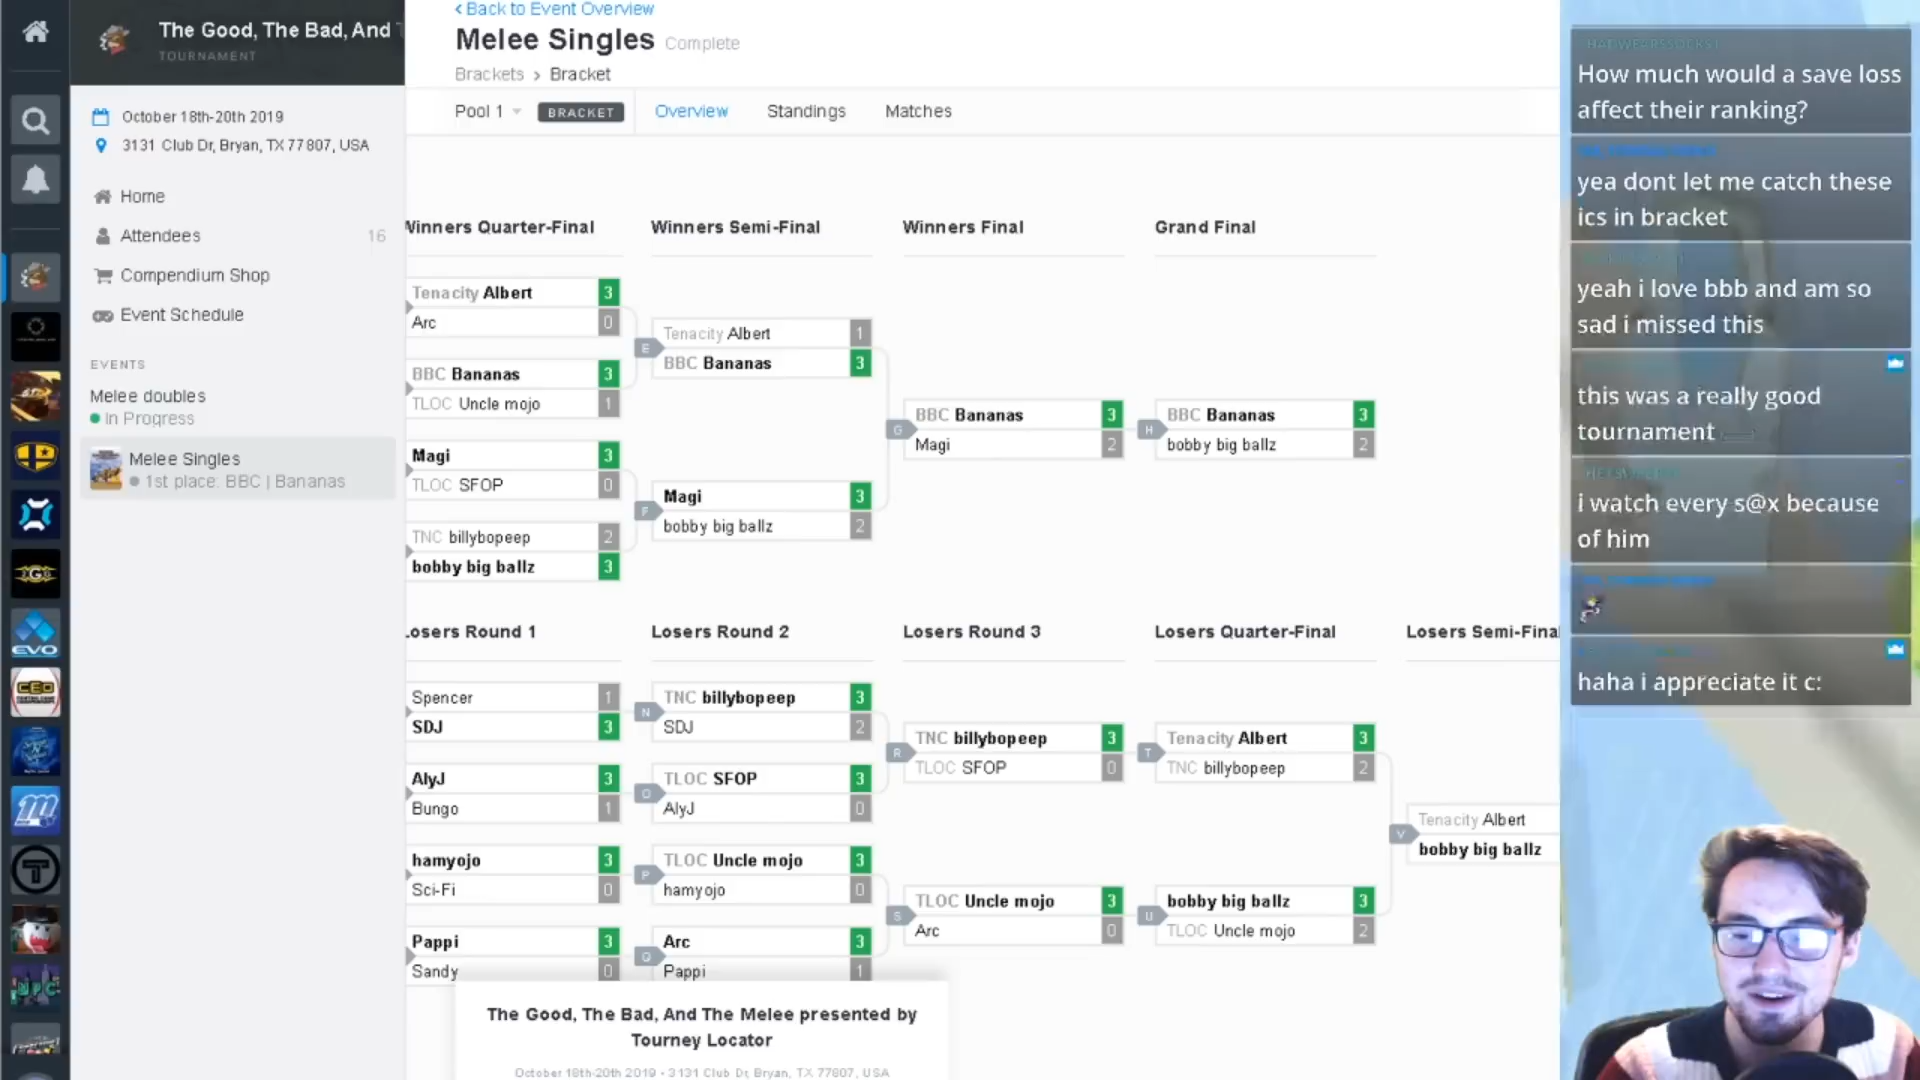 The Good, The Bad, And T
TOURNAMENT
October 18th-20th 2019
3131 Club Dr, Bryan, TX 77807, USA
Home
Attendees 16
Compendium Shop
Event Schedule
EVENTS
Melee doubles
In Progress
Melee Singles
1st place: BBC | Bananas
EVO
CEO
Back to Event Overview
Melee Singles Complete
Brackets > Bracket
Pool 1 BRACKET Overview Standings Matches
Winners Quarter-Final Winners Semi-Final Winners Final Grand Final
Tenacity Albert 3
Arc 0
BBC Bananas 3
TLOC Uncle mojo 1
Magi 3
TLOC SFOP 0
TNC billybopeep 2
bobby big ballz 3
E
Tenacity Albert 1
BBC Bananas 3
F
Magi 3
bobby big ballz 2
G
BBC Bananas 3
Magi 2
H
BBC Bananas 3
bobby big ballz 2
Losers Round 1 Losers Round 2 Losers Round 3 Losers Quarter-Final Losers Semi-Fina
Spencer 1
SDJ 3
AlyJ 3
Bungo 1
hamyojo 3
Sci-Fi 0
Pappi 3
Sandy 0
N
TNC billybopeep 3
SDJ 2
O
TLOC SFOP 3
AlyJ 0
P
TLOC Uncle mojo 3
hamyojo 0
Q
Arc 3
Pappi 1
R
TNC billybopeep 3
TLOC SFOP 0
S
TLOC Uncle mojo 3
Arc 0
T
Tenacity Albert 3
TNC billybopeep 2
U
bobby big ballz 3
TLOC Uncle mojo 2
V
Tenacity Albert
bobby big ballz
The Good, The Bad, And The Melee presented by
Tourney Locator
October 18th-20th 2019 - 3131 Club Dr, Bryan, TX 77807, USA
How much would a save loss
affect their ranking?
yea dont let me catch these
ics in bracket
yeah i love bbb and am so
sad i missed this
this was a really good
tournament
i watch every s@x because
of him
haha i appreciate it c: